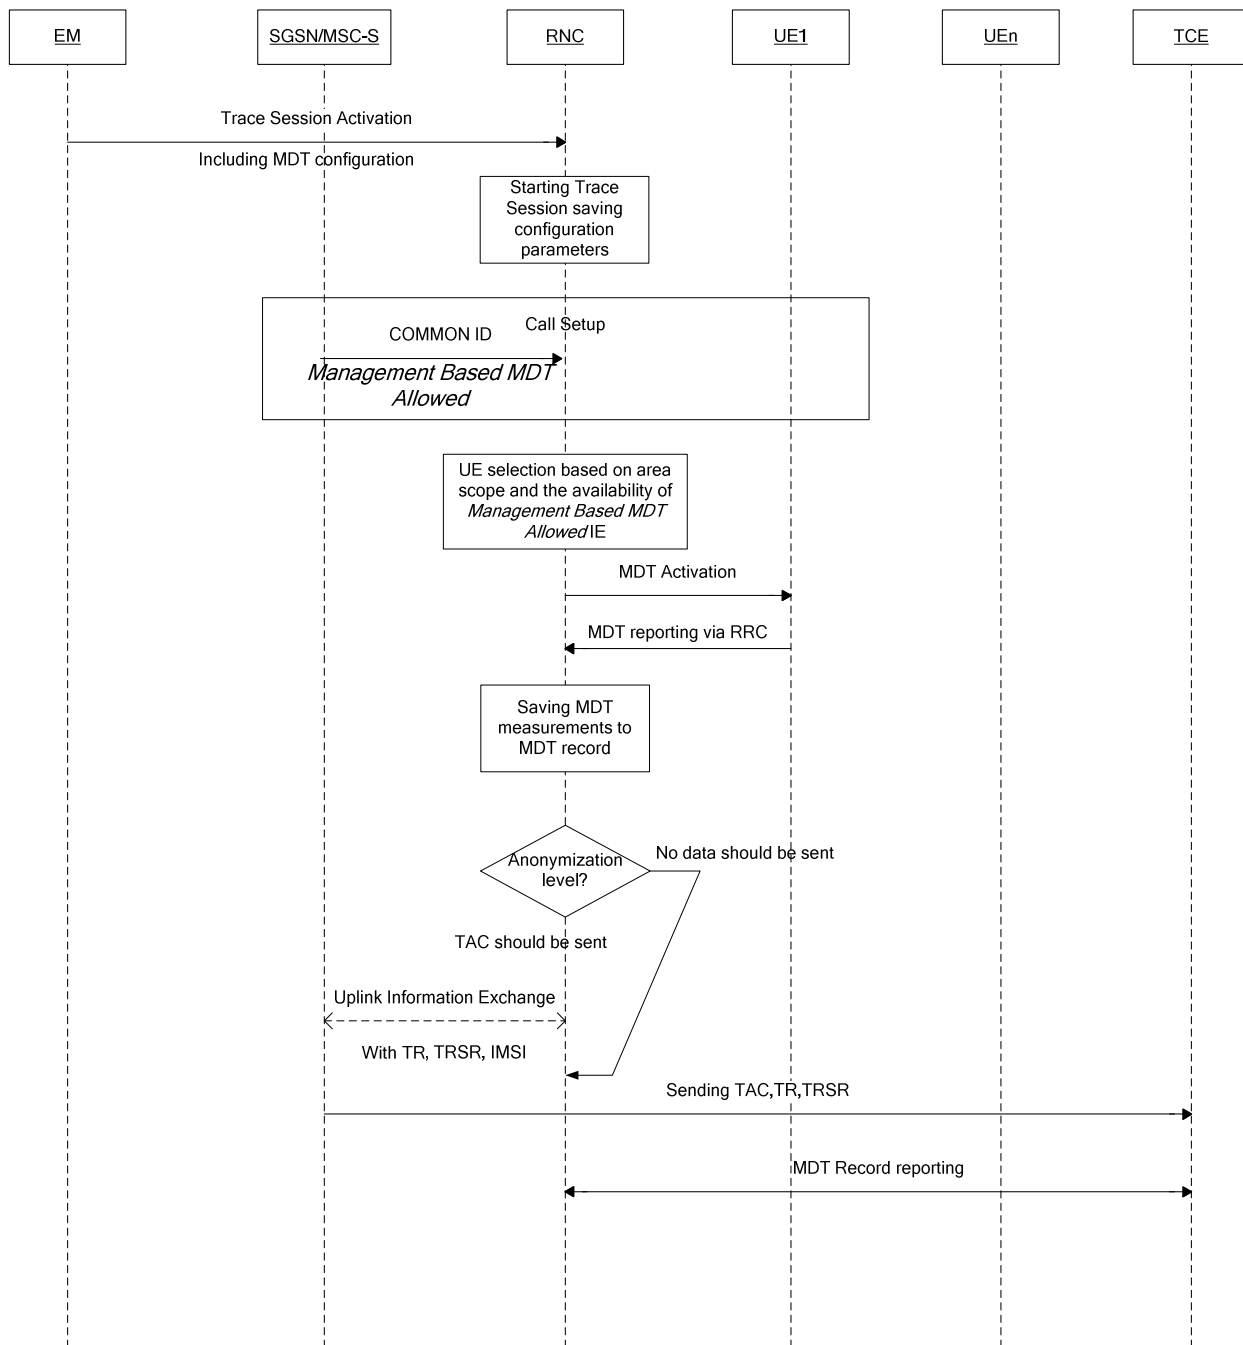 EM
SGSN/MSC-S
RNC
UE1
UEn
TCE
Trace Session Activation
Including MDT configuration
Starting Trace
Session saving
configuration
parameters
Call Setup
COMMON ID
Management Based MDT
Allowed
UE selection based on area
scope and the availability of
Management Based MDT
Allowed IE
MDT Activation
MDT reporting via RRC
Saving MDT
measurements to
MDT record
Anonymization
level?
No data should be sent
TAC should be sent
Uplink Information Exchange
With TR, TRSR, IMSI
Sending TAC,TR,TRSR
MDT Record reporting